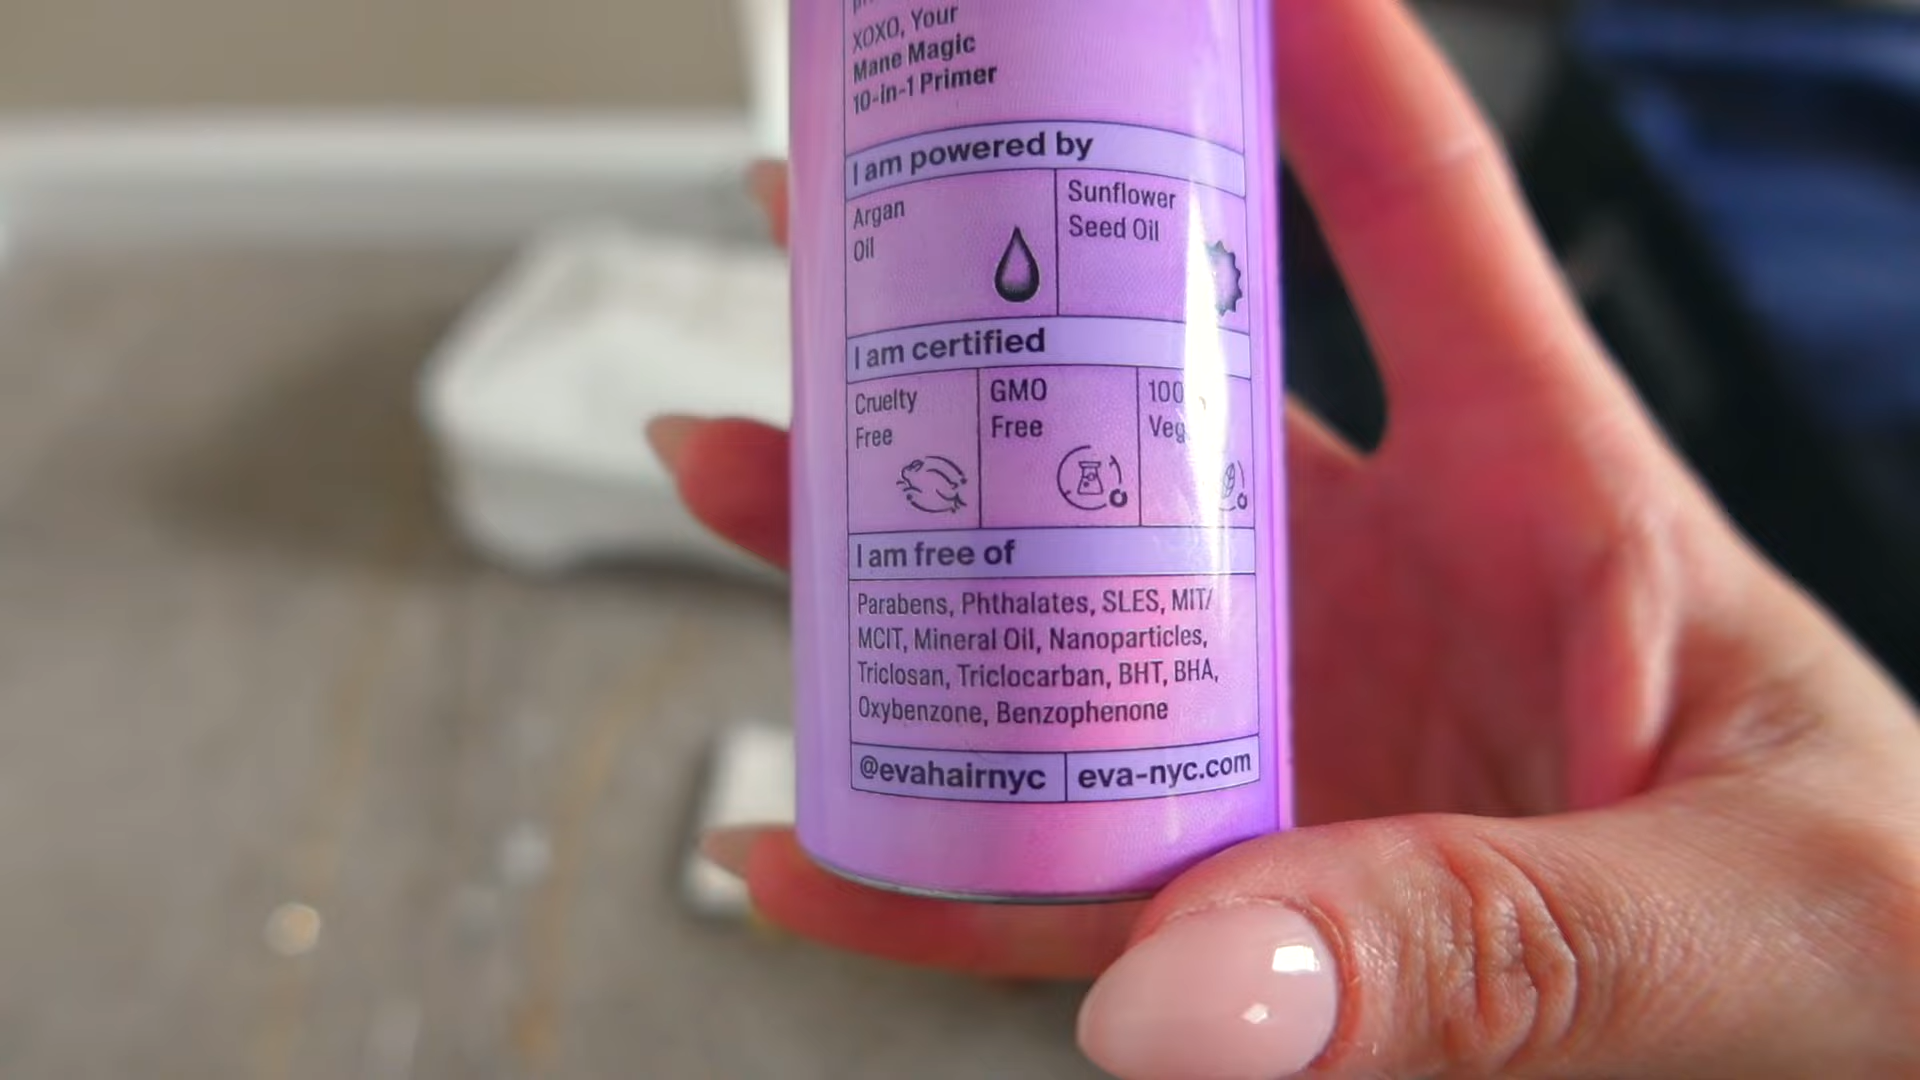 XOXO, Your
Mane Magic
10-in-1 Primer
I am powered by
Argan
Oil
Sunflower
Seed Oil
I am certified
Cruelty
Free
GMO
Free
100
I am free of
Parabens, Phthalates, SLES, MIT/
MCIT, Mineral Oil, Nanoparticles,
Triclosan, Triclocarban, BHT, BHA,
Oxybenzone, Benzophenone
@evahairnyc
eva-nyc.com